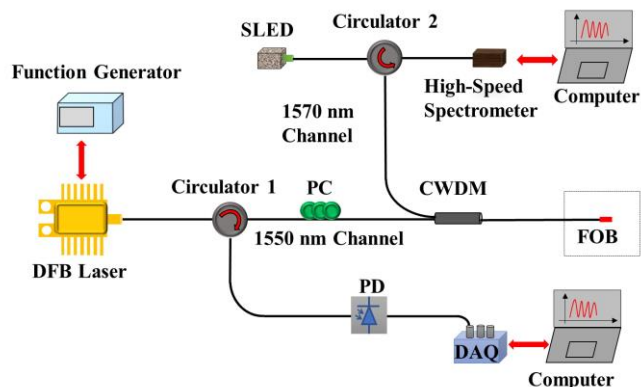 SLED
Circulator 2
Function Generator
High-Speed
Spectrometer
Computer
1570 nm
Channel
Circulator 1
PC
CWDM
1550 nm Channel
FOB
DFB Laser
PD
DAQ
Computer